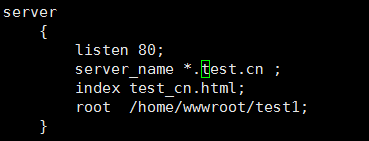 server
{
listen 80;
server_name *.test.cn ;
index test_cn.html;
root  /home/wwwroot/test1;
}